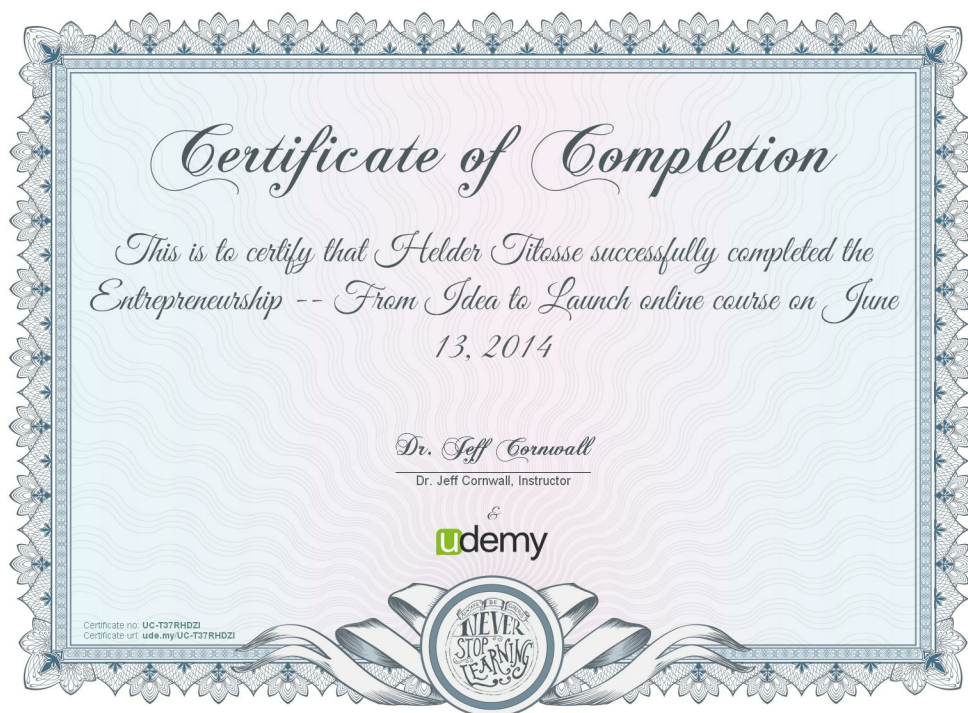 Certificate of Completion
This is to certify that Helder Titosse successfully completed the
Entrepreneurship -- From Idea to Launch online course on June
13, 2014
Dr. Jeff Cornwall
Dr. Jeff Cornwall, Instructor
&
udemy
Certificate no: UC-T37RHDZI
Certificate url: ude.my/UC-T37RHDZI
NEVER
STOP
LEARNING